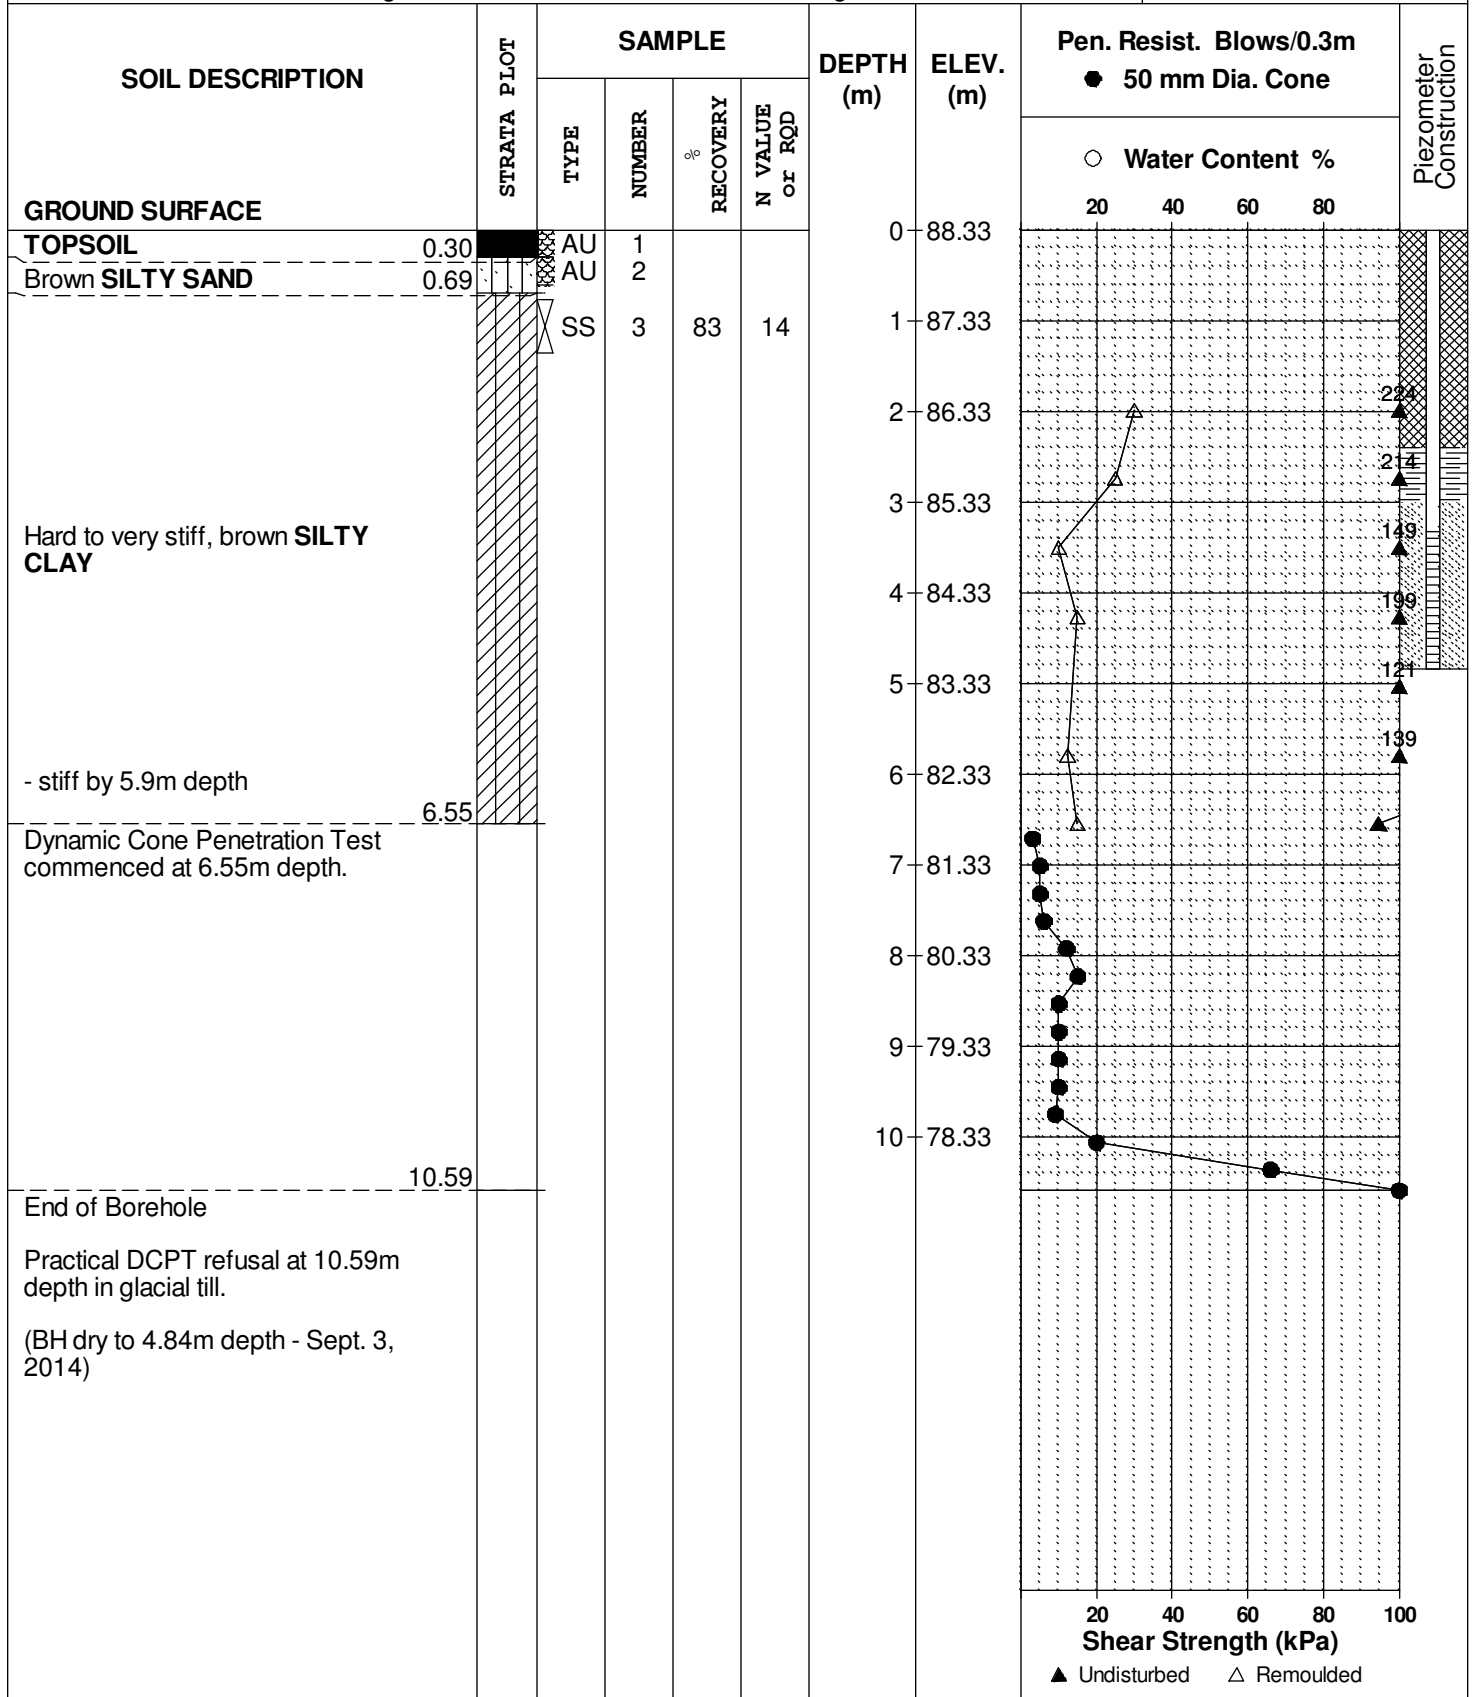 SOIL DESCRIPTION
GROUND SURFACE
STRATA PLOT
SAMPLE
TYPE
NUMBER
% RECOVERY
N VALUE or RQD
DEPTH (m)
ELEV. (m)
Pen. Resist. Blows/0.3m
● 50 mm Dia. Cone
○ Water Content %
20 40 60 80
Piezometer Construction
TOPSOIL 0.30 AU 1
Brown SILTY SAND 0.69 AU 2
SS 3 83 14
Hard to very stiff, brown SILTY
CLAY
- stiff by 5.9m depth
6.55
Dynamic Cone Penetration Test
commenced at 6.55m depth.
10.59
End of Borehole
Practical DCPT refusal at 10.59m
depth in glacial till.
(BH dry to 4.84m depth - Sept. 3,
2014)
0 88.33
1 87.33
2 86.33
3 85.33
4 84.33
5 83.33
6 82.33
7 81.33
8 80.33
9 79.33
10 78.33
224
214
149
199
121
139
20 40 60 80 100
Shear Strength (kPa)
▲ Undisturbed △ Remoulded